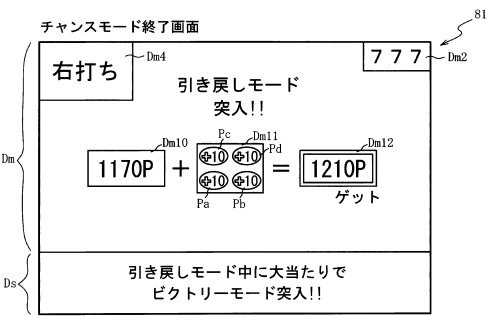 チャンスモード終了画面
81
右打ち
Dm4
777
Dm2
引き戻しモード
突入!!
Dm
Dm10
Pc
Dm11
Pd
Dm12
1170P + +10 +10 = 1210P
+10 +10
Pa
Pb
ゲット
Ds
引き戻しモード中に大当たりで
ビクトリーモード突入!!